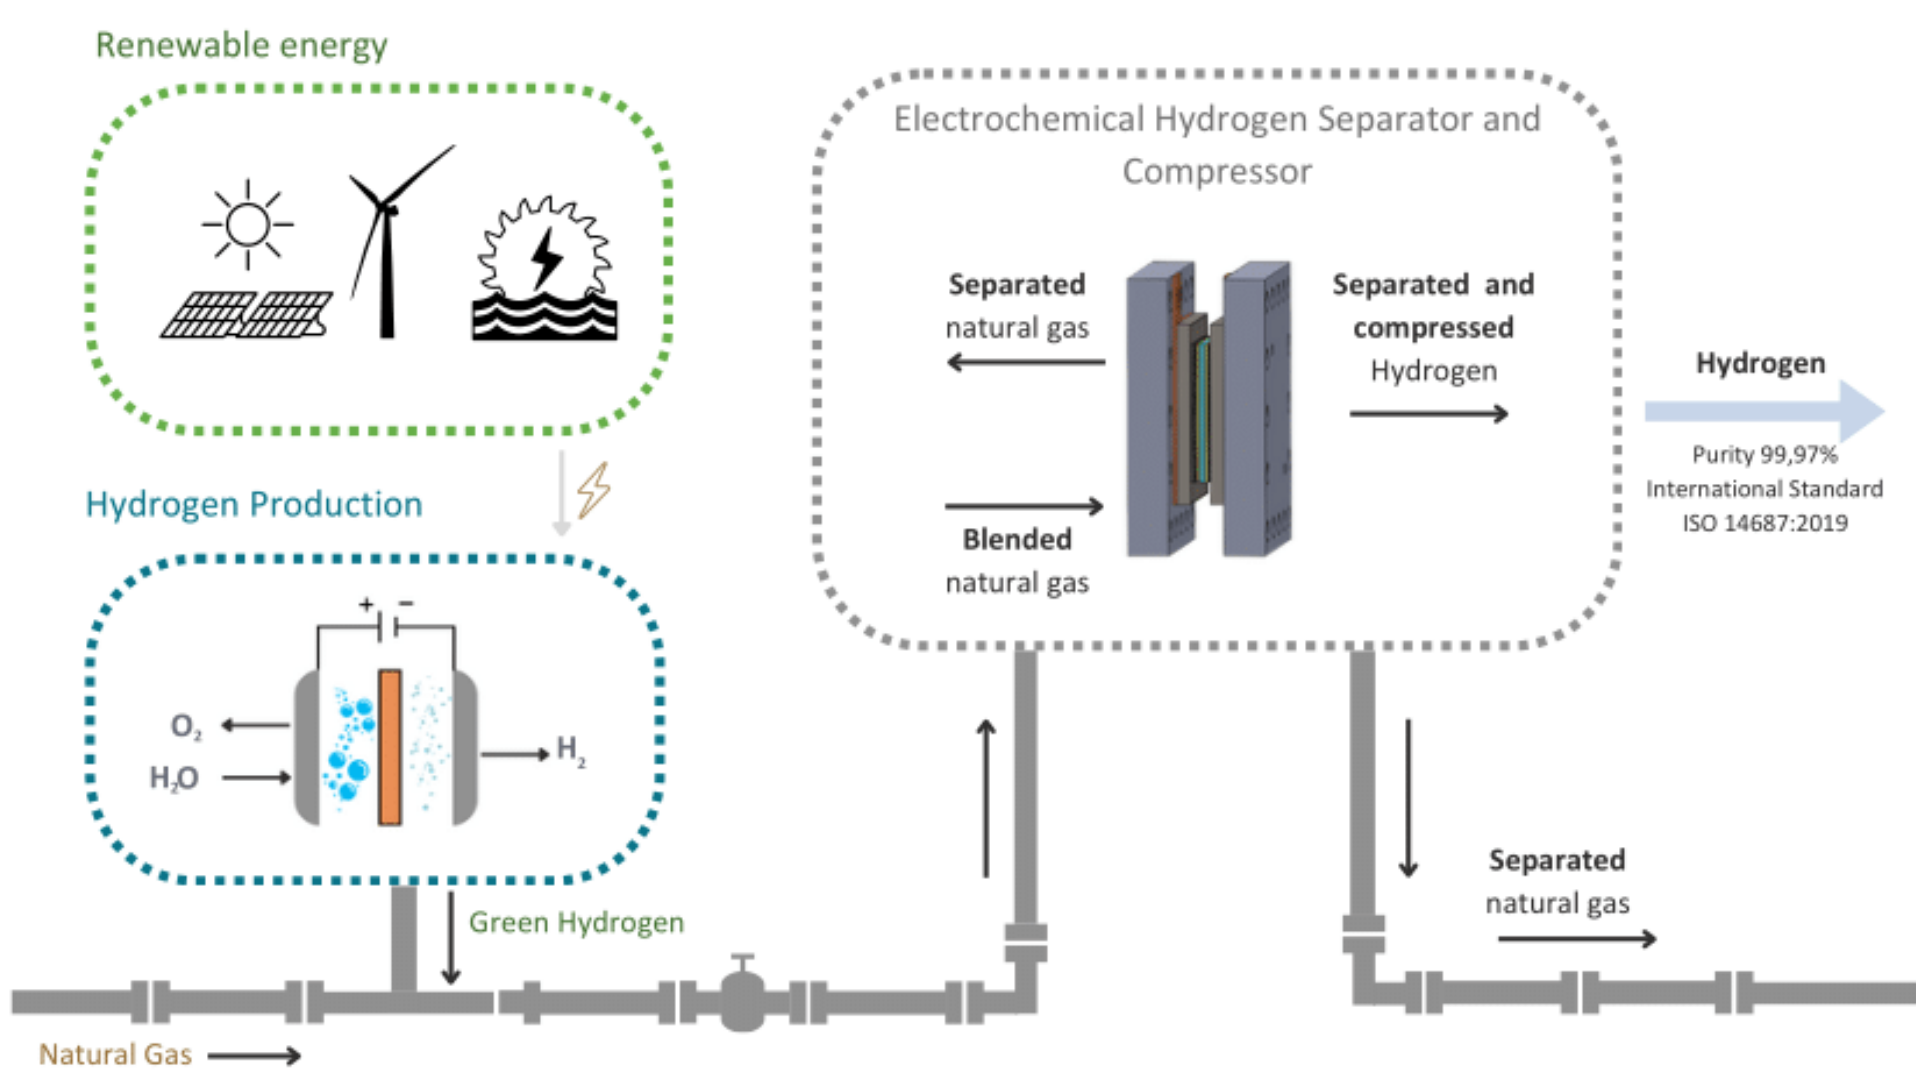 Renewable energy
Hydrogen Production
+ −
O₂
H₂O
H₂
Green Hydrogen
Natural Gas
Electrochemical Hydrogen Separator and
Compressor
Separated
natural gas
Separated and
compressed
Hydrogen
Blended
natural gas
Hydrogen
Purity 99,97%
International Standard
ISO 14687:2019
Separated
natural gas